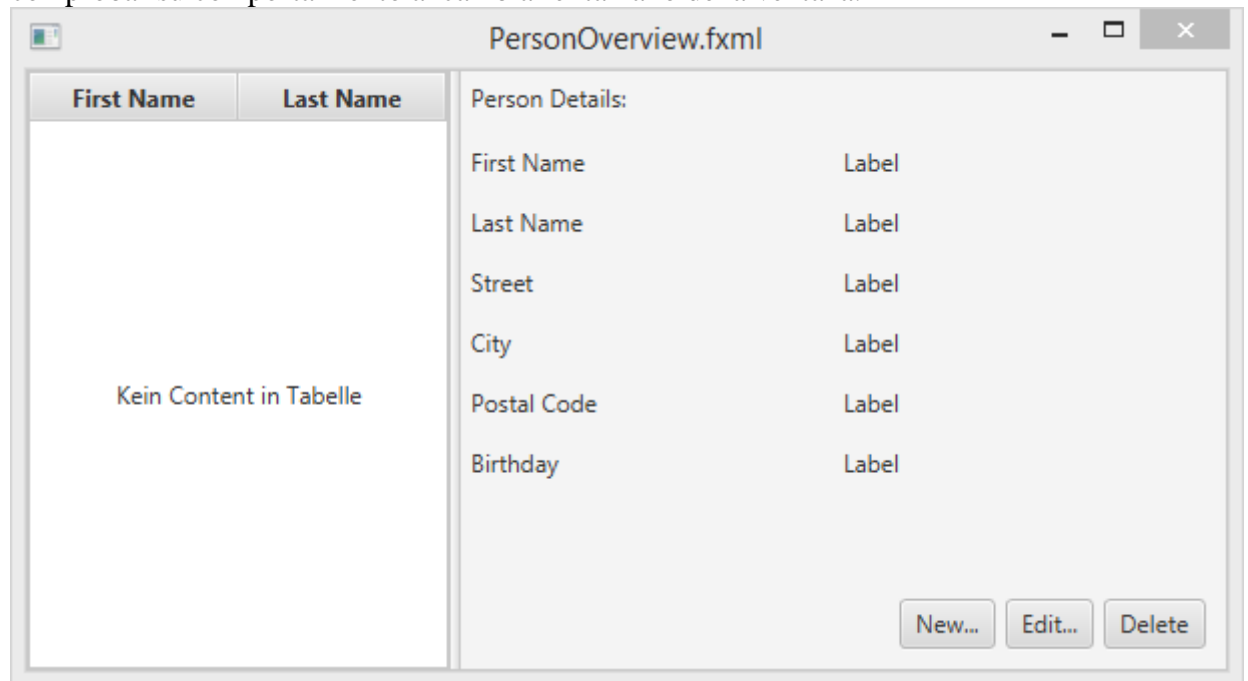 PersonOverview.fxml
First Name Last Name
Kein Content in Tabelle
Person Details:
First Name Label
Last Name Label
Street Label
City Label
Postal Code Label
Birthday Label
New... Edit... Delete